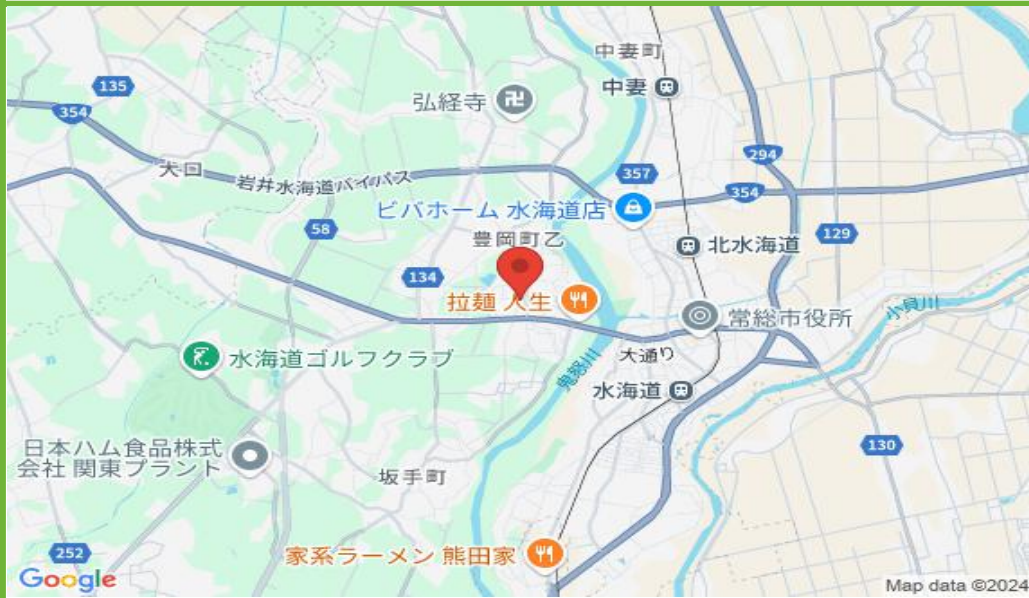 中妻町
135
中妻
弘経寺
354
294
大口
岩井水海道バイパス
357
354
ビバホーム 水海道店
58
豊岡町乙
129
北水海道
134
拉麺 人生
小貝川
常総市役所
大通り
水海道ゴルフクラブ
鬼怒川
水海道
日本ハム食品株式
会社 関東プラント
130
坂手町
252
家系ラーメン 熊田家
Google
Map data ©2024